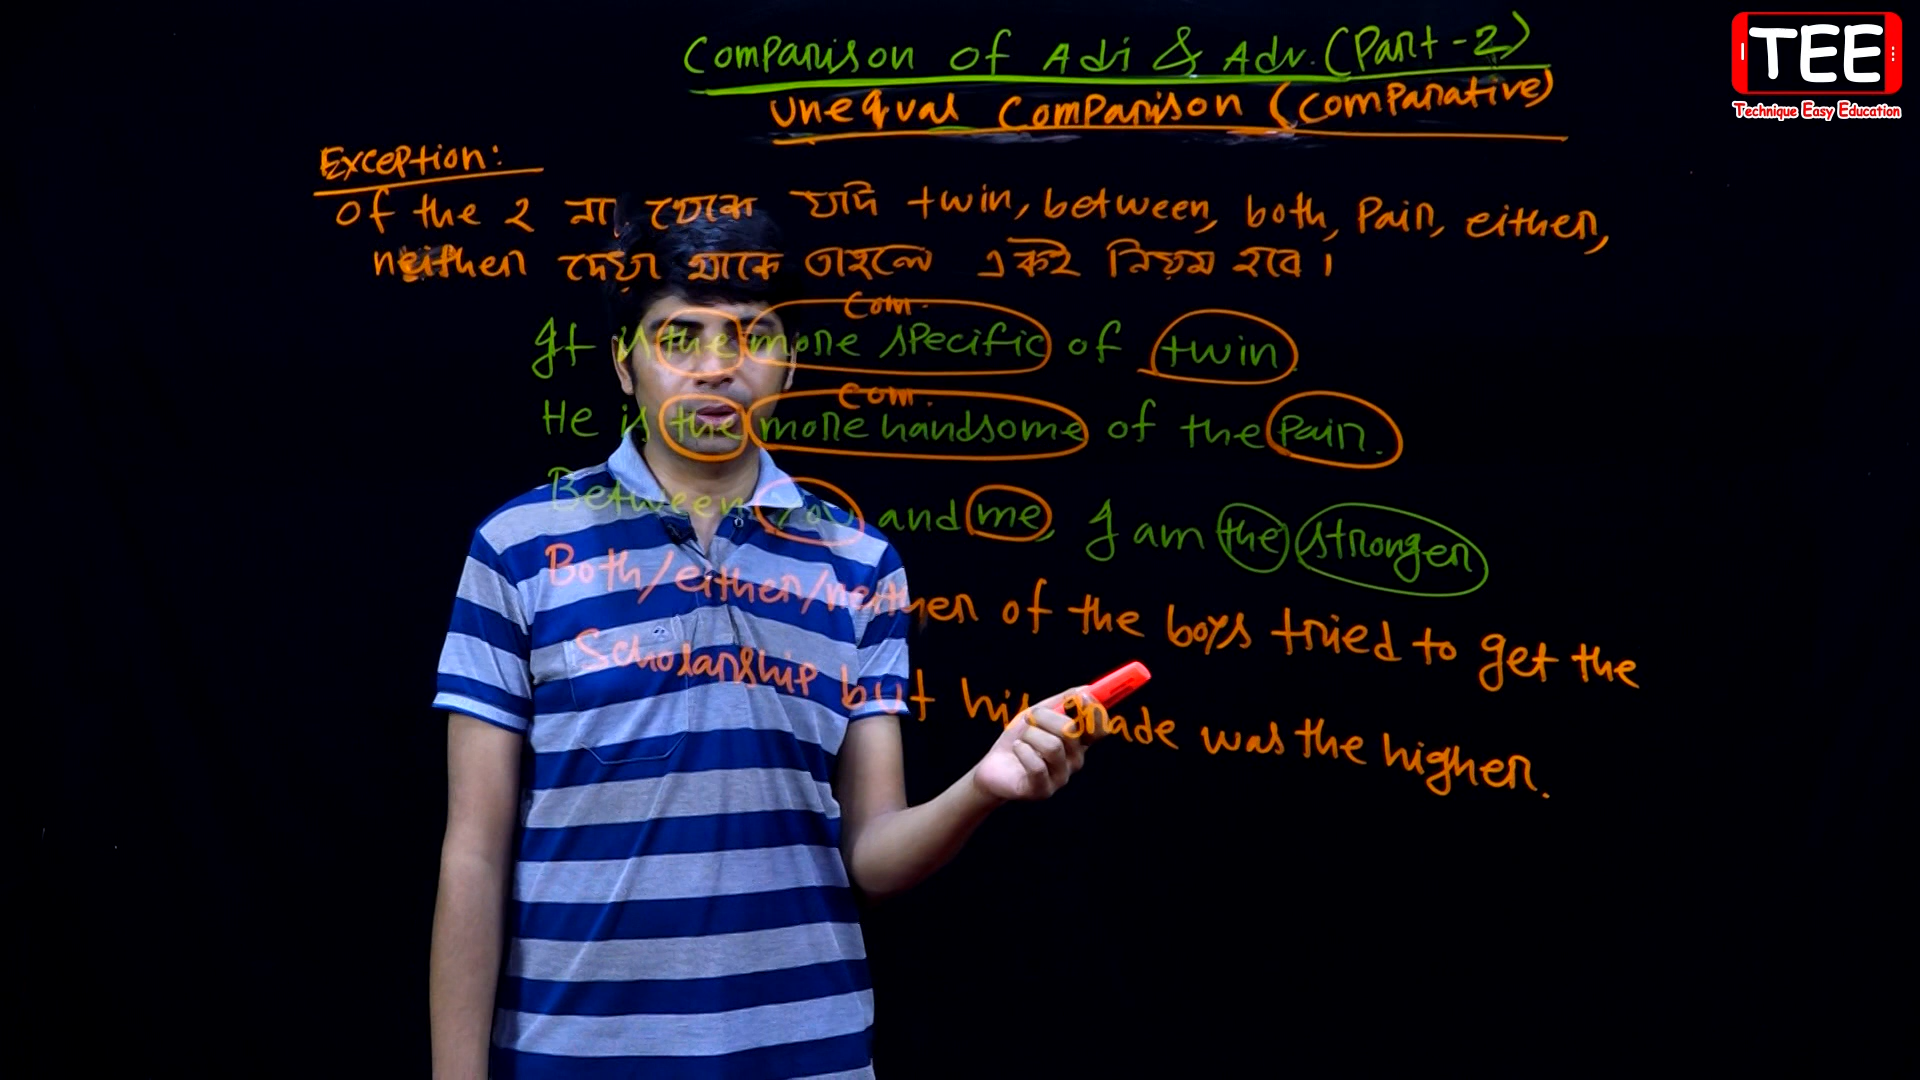 Comparison of Adj & Adv. (Part-2)
Unequal Comparison (Comparative)
TEE
Technique Easy Education
Exception:
Of the 2 না থেকে যদি twin, between, both, Pair, either,
neither দেয়া থাকে তাহলে একই নিয়ম হবে।
Com.
It is the more specific of twin.
Com.
He is the more handsome of the pair.
Between you and me, I am the stronger
Both/either/neither of the boys tried to get the
Scholarship but his grade was the higher.